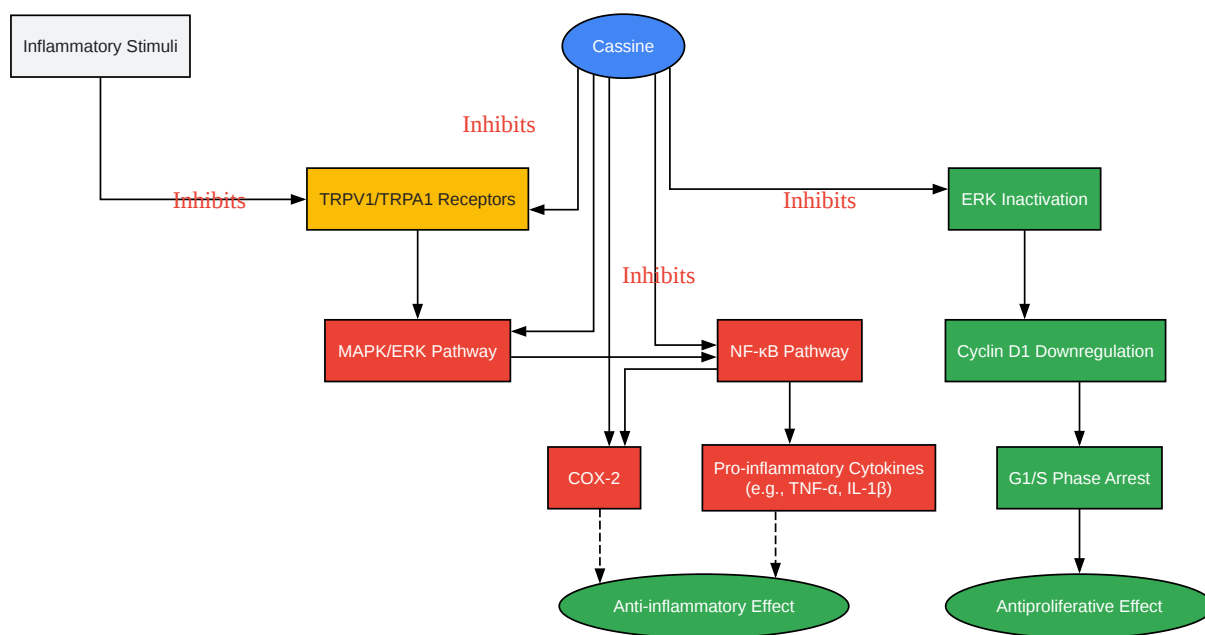 Inflammatory Stimuli
Cassine
Inhibits
Inhibits
TRPV1/TRPA1 Receptors
Inhibits
ERK Inactivation
Inhibits
MAPK/ERK Pathway
NF-κB Pathway
Cyclin D1 Downregulation
COX-2
Pro-inflammatory Cytokines
(e.g., TNF-α, IL-1β)
G1/S Phase Arrest
Anti-inflammatory Effect
Antiproliferative Effect